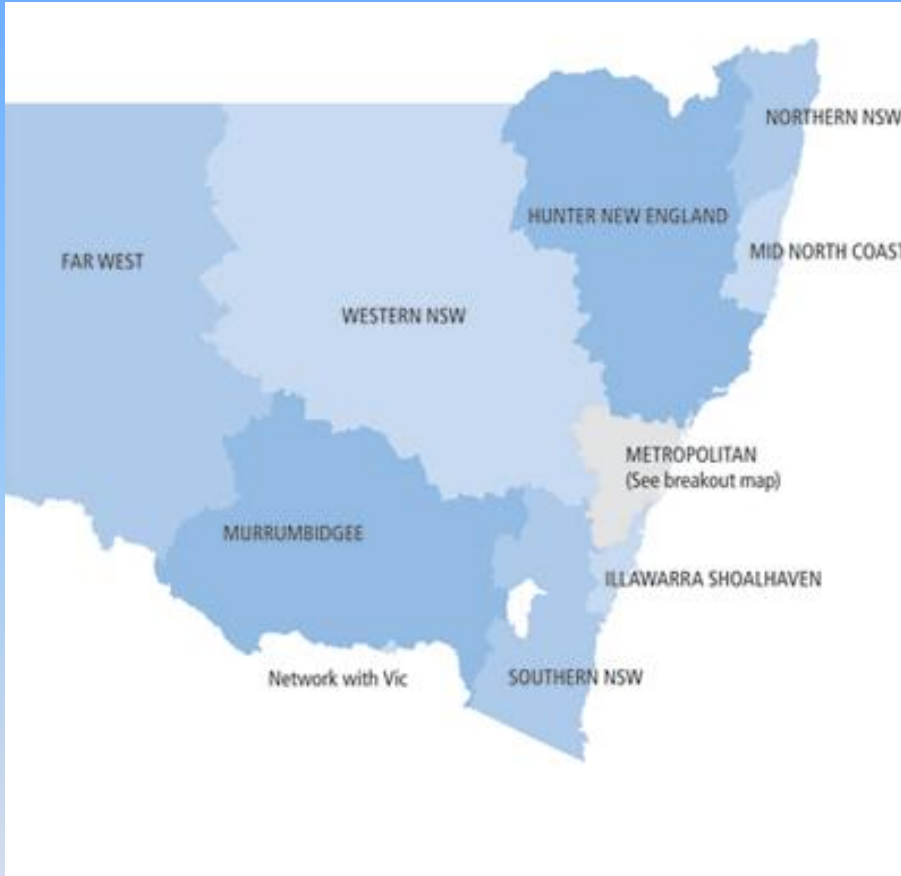 NORTHERN NSW
HUNTER NEW ENGLAND
MID NORTH COAST
FAR WEST
WESTERN NSW
METROPOLITAN
(See breakout map)
MURRUMBIDGEE
ILLAWARRA SHOALHAVEN
Network with Vic
SOUTHERN NSW